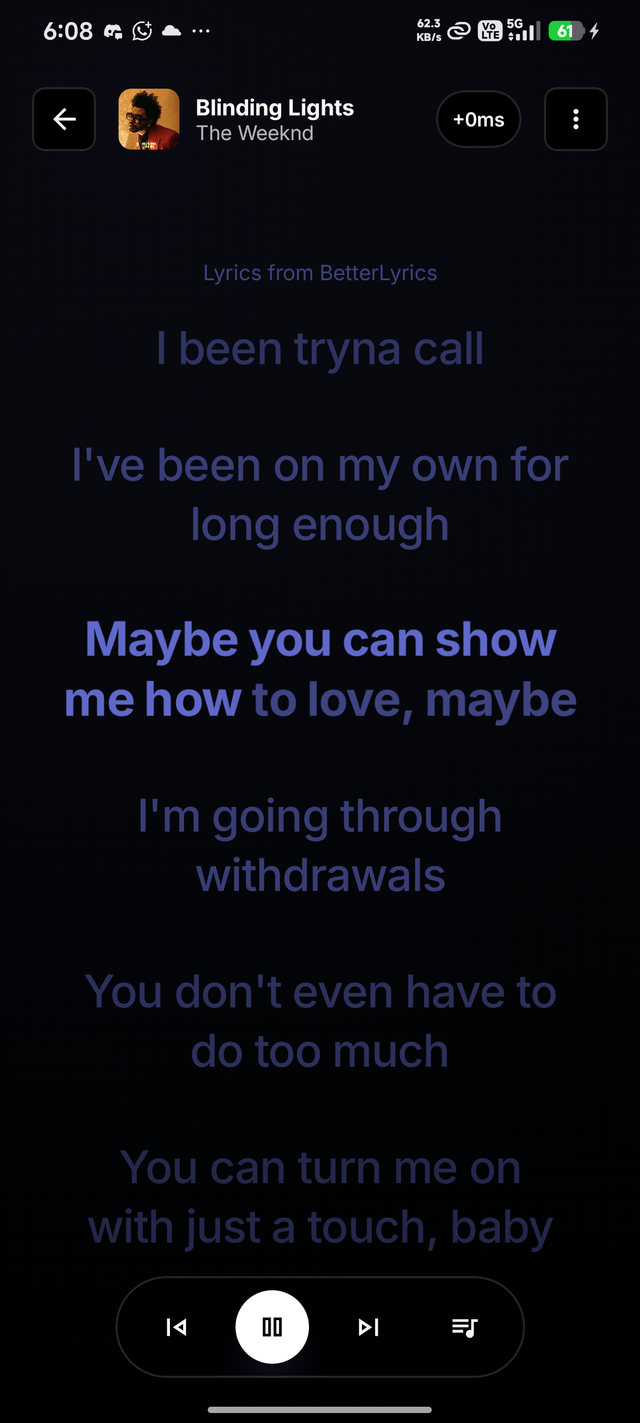 6:08
62.3
KB/s
Vo
LTE
5G
61
Blinding Lights
The Weeknd
+0ms
Lyrics from BetterLyrics
I been tryna call
I've been on my own for
long enough
Maybe you can show
me how to love, maybe
I'm going through
withdrawals
You don't even have to
do too much
You can turn me on
with just a touch, baby